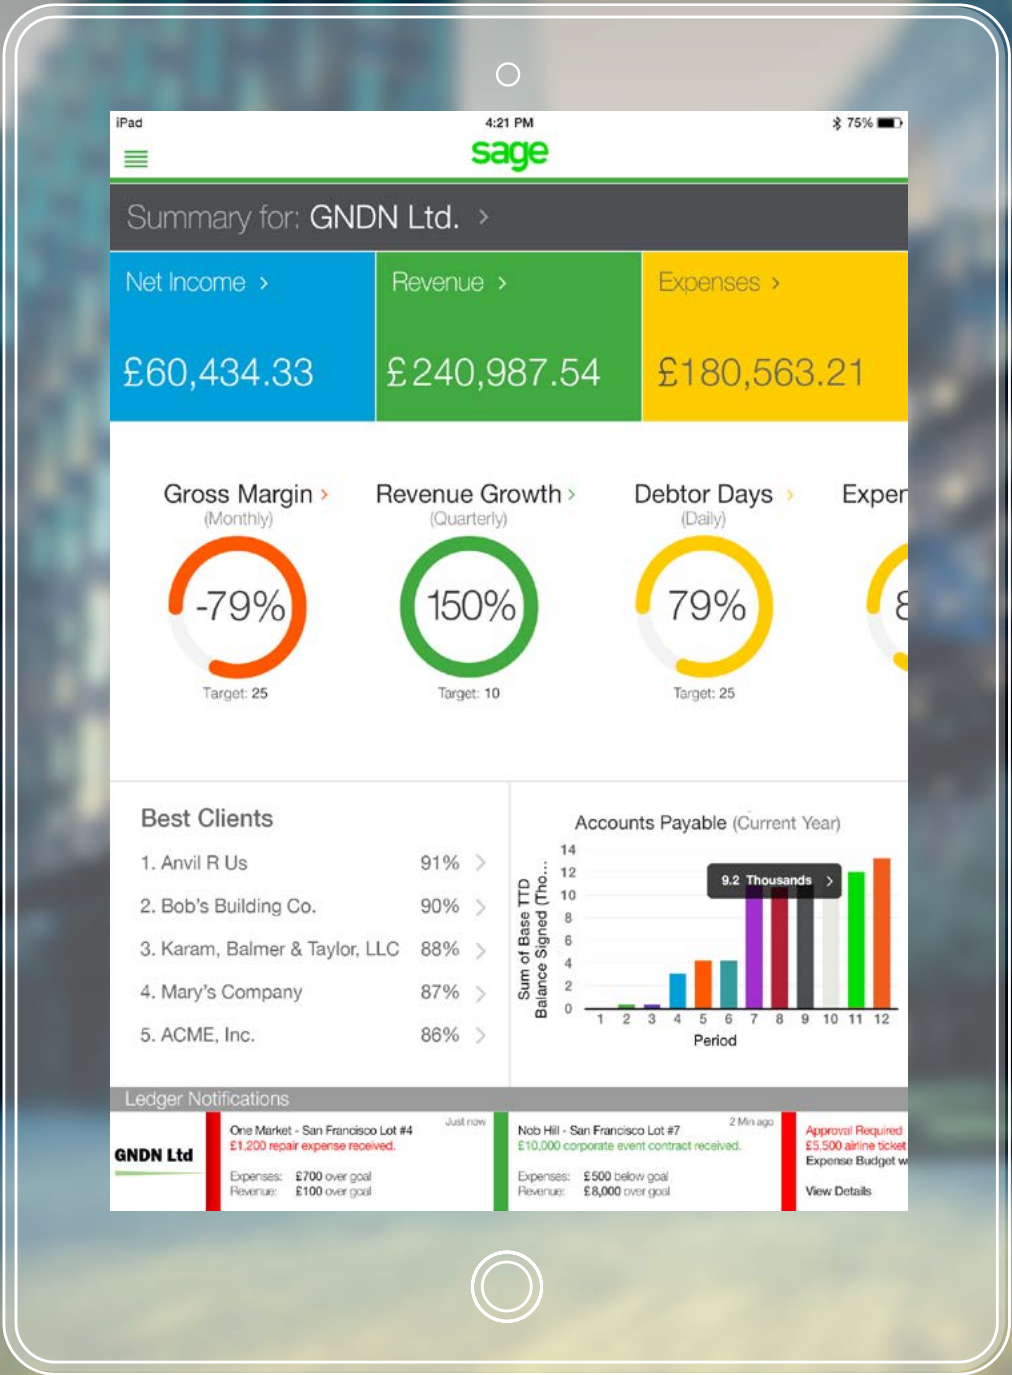 iPad 4:21 PM 75%
sage
Summary for: GNDN Ltd. >
Net Income > Revenue > Expenses >
£60,434.33 £240,987.54 £180,563.21
Gross Margin > Revenue Growth > Debtor Days > Exper
(Monthly) (Quarterly) (Daily)
-79% 150% 79% 8
Target: 25 Target: 10 Target: 25
Best Clients
1. Anvil R Us 91% >
2. Bob's Building Co. 90% >
3. Karam, Balmer & Taylor, LLC 88% >
4. Mary's Company 87% >
5. ACME, Inc. 86% >
Accounts Payable (Current Year)
Sum of Base TTD
Balance Signed (Tho...
14
12
10
8
6
4
2
0
9.2 Thousands >
1 2 3 4 5 6 7 8 9 10 11 12
Period
Ledger Notifications
GNDN Ltd
Just now
One Market - San Francisco Lot #4
£1,200 repair expense received.
Expenses: £700 over goal
Revenue: £100 over goal
2 Min ago
Nob Hill - San Francisco Lot #7
£10,000 corporate event contract received.
Expenses: £500 below goal
Revenue: £8,000 over goal
Approval Required
£5,500 airline ticket
Expense Budget w
View Details